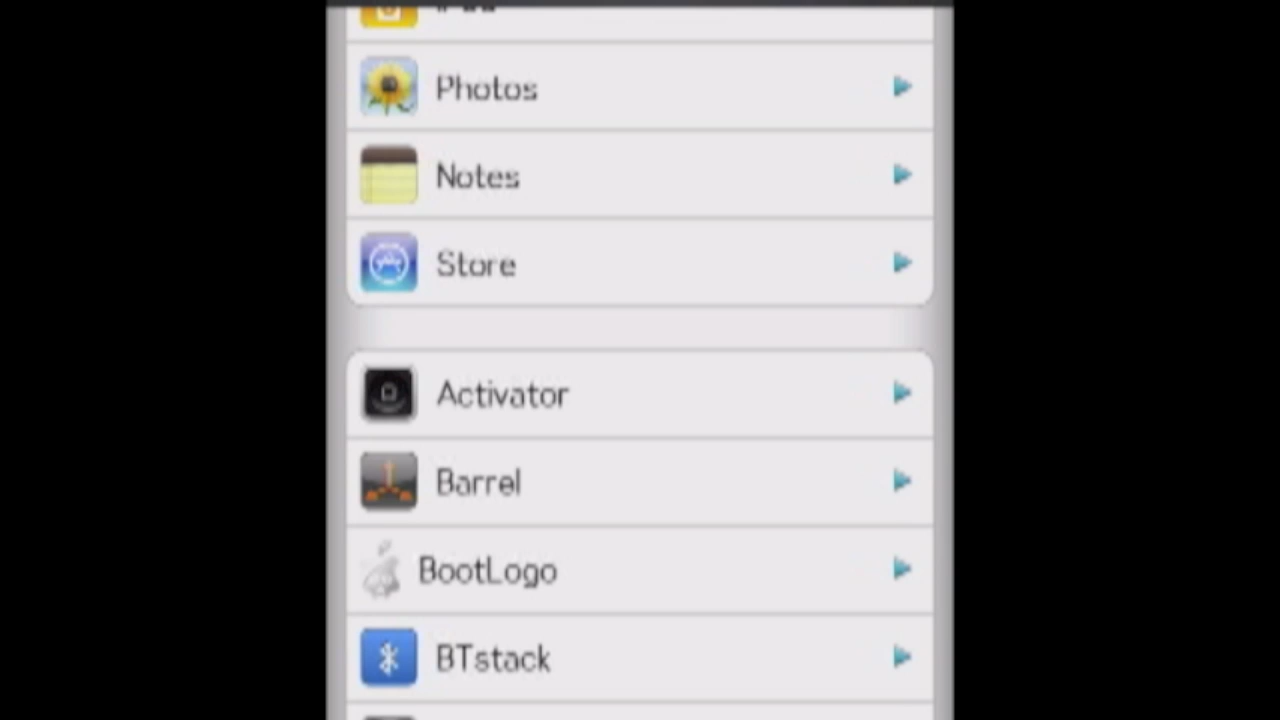 Photos
Notes
Store
Activator
Barrel
BootLogo
BTstack